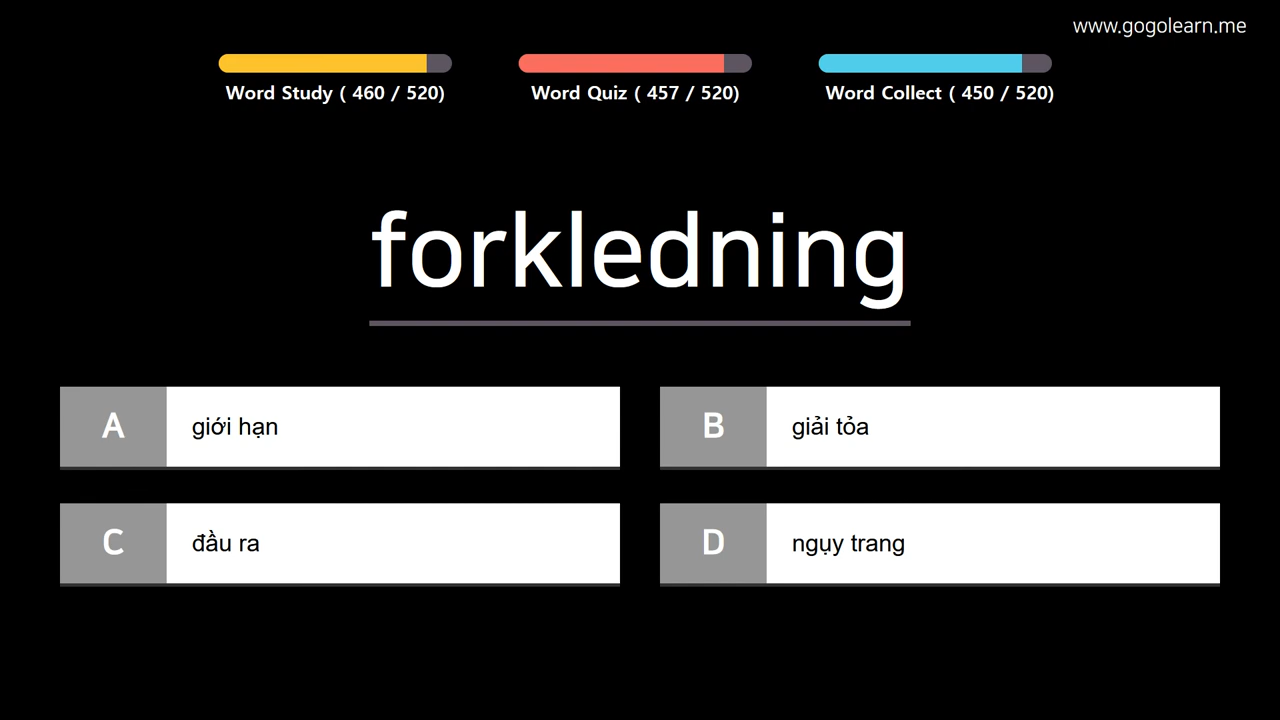 www.gogolearn.me
Word Study ( 460 / 520)
Word Quiz ( 457 / 520)
Word Collect ( 450 / 520)
forkledning
A giới hạn
B giải tỏa
C đầu ra
D ngụy trang